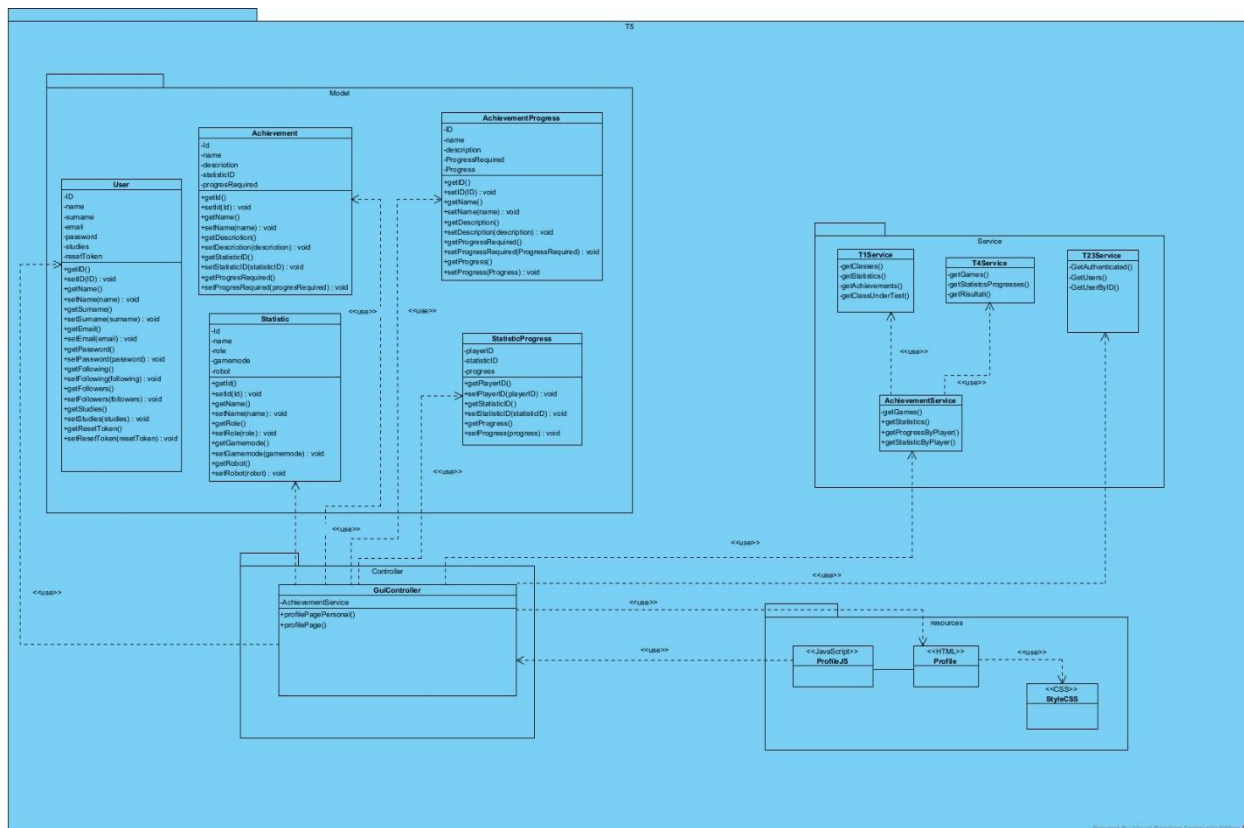 T5
Model
User
-ID
-name
-surname
-email
-password
-studies
-resetToken
+getID()
+setID(ID) : void
+getName()
+setName(name) : void
+getSurname()
+setSurname(surname) : void
+getEmail()
+setEmail(email) : void
+getPassword()
+setPassword(password) : void
+getFollowing()
+setFollowing(following) : void
+getFollowers()
+setFollowers(followers) : void
+getStudies()
+setStudies(studies) : void
+getResetToken()
+setResetToken(resetToken) : void
Achievement
-Id
-name
-description
-statisticID
-progresRequired
+getId()
+setId(Id) : void
+getName()
+setName(name) : void
+getDescription()
+setDescription(description) : void
+getStatisticID()
+setStatisticID(statisticID) : void
+getProgresRequired()
+setProgresRequired(progresRequired) : void
AchievementProgress
-ID
-name
-description
-ProgressRequired
-Progress
+getID()
+setID(ID) : void
+getName()
+setName(name) : void
+getDescription()
+setDescription(description) : void
+getProgressRequired()
+setProgressRequired(ProgressRequired) : void
+getProgress()
+setProgress(Progress) : void
Statistic
-Id
-name
-role
-gamemode
-robot
+getId()
+setId(Id) : void
+getName()
+setName(name) : void
+getRole()
+setRole(role) : void
+getGamemode()
+setGamemode(gamemode) : void
+getRobot()
+setRobot(robot) : void
StatisticProgress
-playerID
-statisticID
-progress
+getPlayerID()
+setPlayerID(playerID) : void
+getStatisticID()
+setStatisticID(statisticID) : void
+getProgress()
+setProgress(progress) : void
<<use>>
<<use>>
<<use>>
<<use>>
<<use>>
Service
T1Service
-getClasses()
-getStatistics()
-getAchievements()
-getClassUnderTest()
T4Service
-getGames()
-getStatistcsProgresses()
-getRisultati()
T23Service
-GetAuthenticated()
-GetUsers()
-GetUserByID()
<<use>>
<<use>>
AchievementService
-getGames()
+getStatistics()
+getProgressByPlayer()
+getStatisticByPlayer()
<<use>>
<<use>>
Controller
GuiController
-AchievementService
+profilePagePersonal()
+profilePage()
<<use>>
<<use>>
resources
<<JavaScript>>
ProfileJS
<<HTML>>
Profile
<<use>>
<<CSS>>
StyleCSS